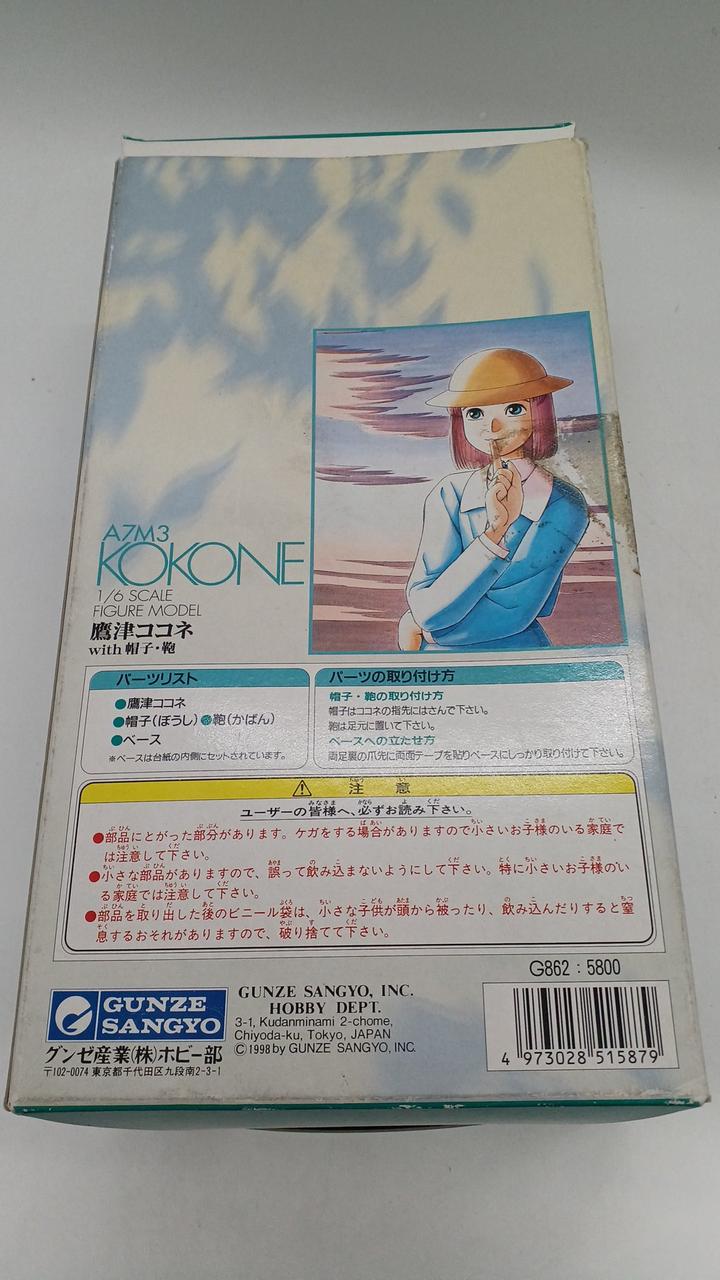 A7M3
KOKONE
1/6 SCALE
FIGURE MODEL
鷹津ココネ
with 帽子・鞄
パーツリスト
●鷹津ココネ
●帽子(ぼうし) ●鞄(かばん)
●ベース
※ベースは台紙の内側にセットされています。
パーツの取り付け方
帽子・鞄の取り付け方
帽子はココネの指先にはさんで下さい。
鞄は足元に置いて下さい。
ベースへの立たせ方
両足裏の爪先に両面テープを貼りベースにしっかり取り付けて下さい。
⚠ 注意
ユーザーの皆様へ、必ずお読み下さい。
●部品にとがった部分があります。ケガをする場合がありますので小さいお子様のいる家庭で
は注意して下さい。
●小さな部品がありますので、誤って飲み込まないようにして下さい。特に小さいお子様のい
る家庭では注意して下さい。
●部品を取り出した後のビニール袋は、小さな子供が頭から被ったり、飲み込んだりすると窒
息するおそれがありますので、破り捨てて下さい。
G862 : 5800
GUNZE
SANGYO
グンゼ産業(株)ホビー部
〒102-0074 東京都千代田区九段南2-3-1
GUNZE SANGYO, INC.
HOBBY DEPT.
3-1, Kudanminami 2-chome,
Chiyoda-ku, Tokyo, JAPAN
©1998 by GUNZE SANGYO, INC.
4 973028 515879